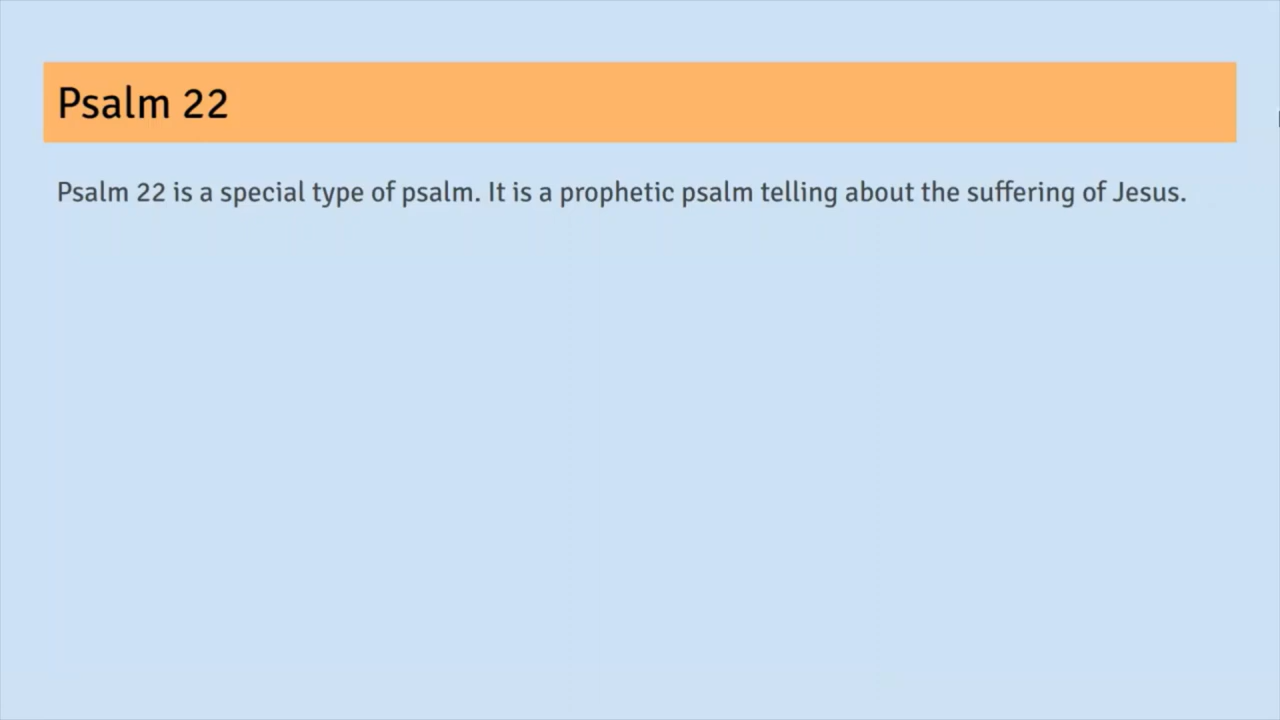 Psalm 22
Psalm 22 is a special type of psalm. It is a prophetic psalm telling about the suffering of Jesus.